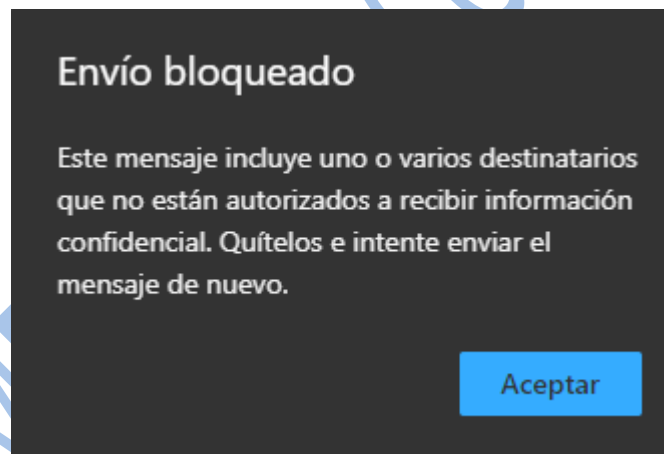 Envío bloqueado
Este mensaje incluye uno o varios destinatarios
que no están autorizados a recibir información
confidencial. Quítelos e intente enviar el
mensaje de nuevo.
Aceptar